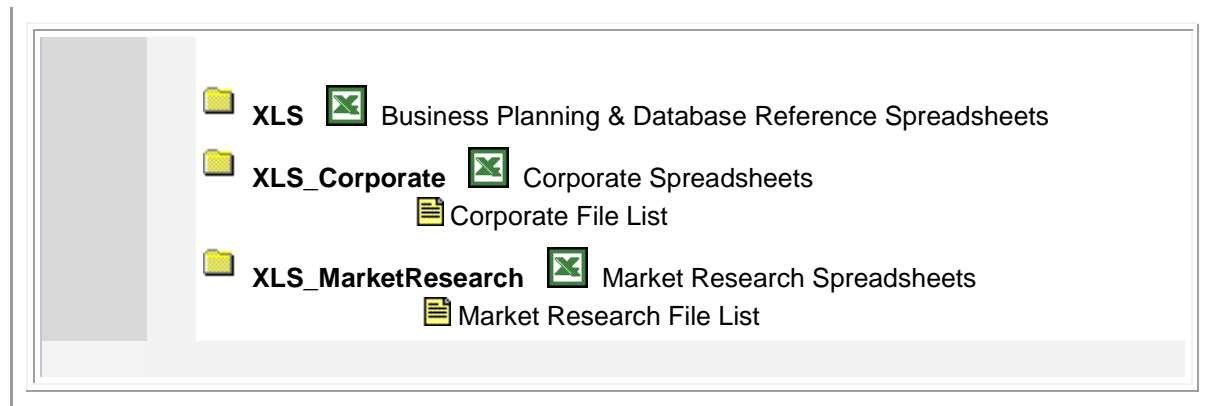 XLS Business Planning & Database Reference Spreadsheets
XLS_Corporate Corporate Spreadsheets
Corporate File List
XLS_MarketResearch Market Research Spreadsheets
Market Research File List